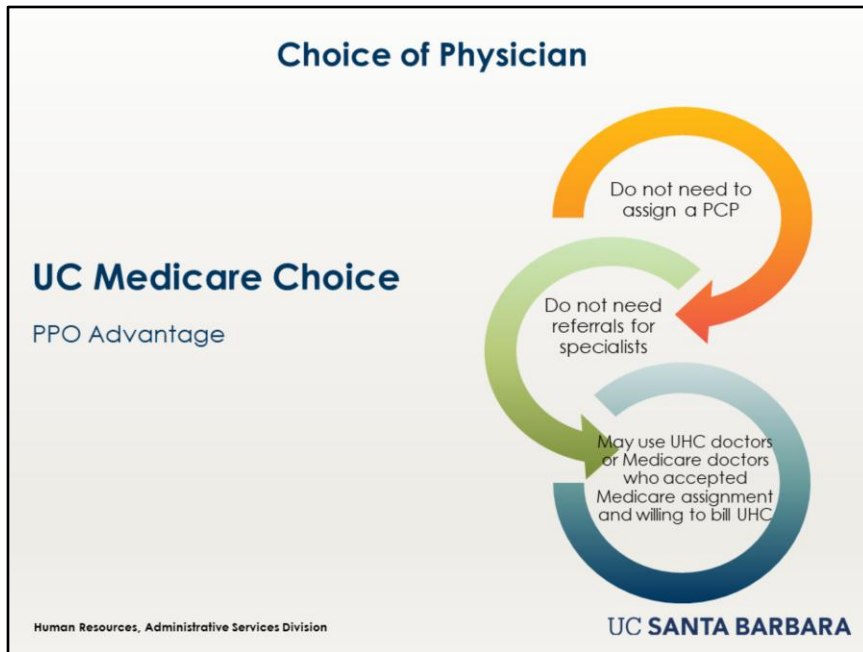 Choice of Physician
UC Medicare Choice
PPO Advantage
Do not need to
assign a PCP
Do not need
referrals for
specialists
May use UHC doctors
or Medicare doctors
who accepted
Medicare assignment
and willing to bill UHC
Human Resources, Administrative Services Division
UC SANTA BARBARA